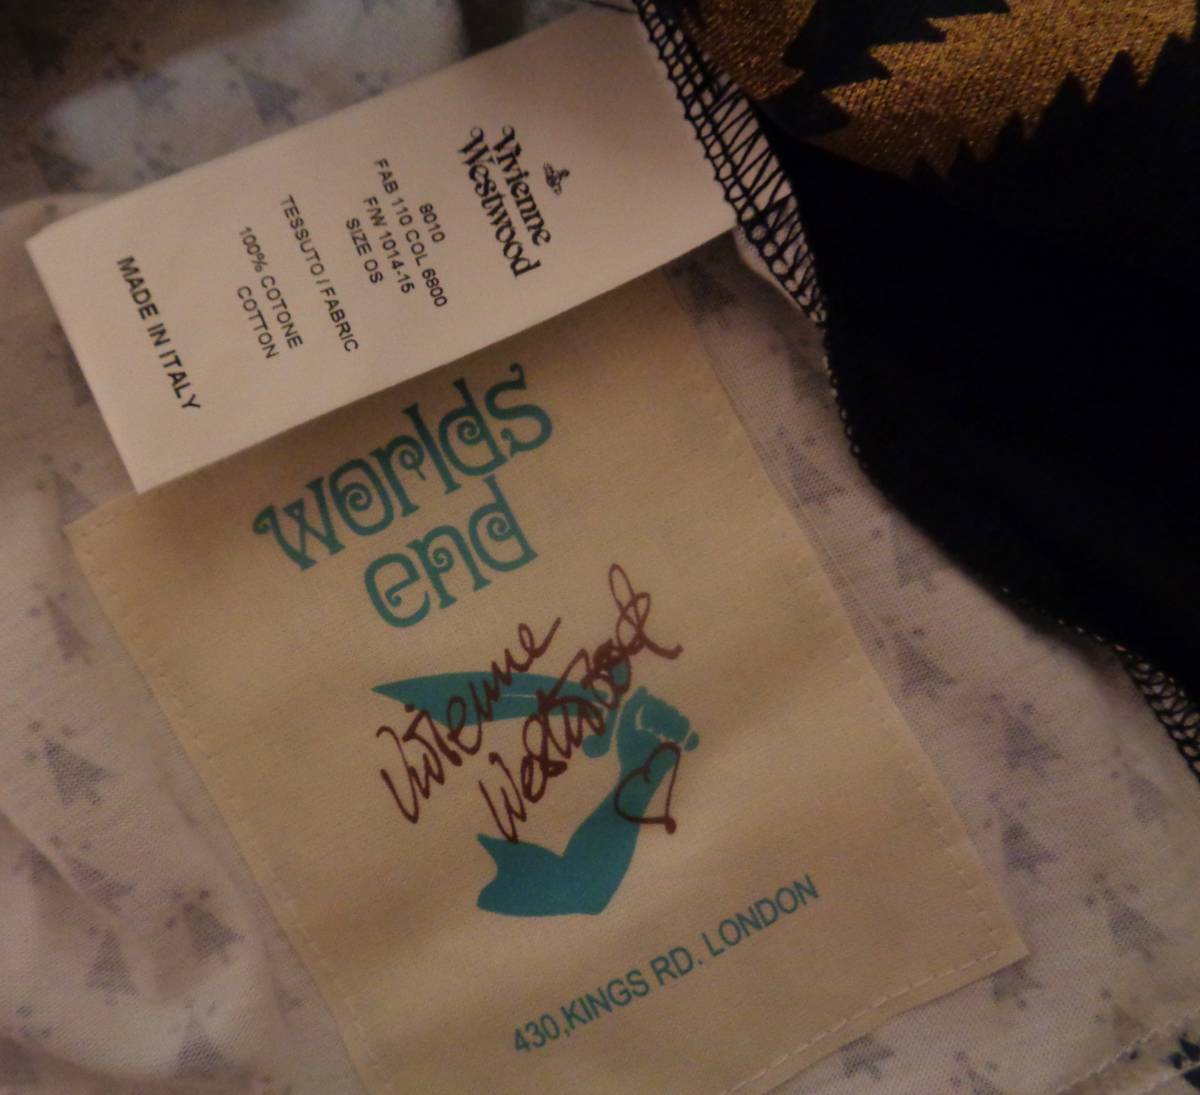 Vivienne
Westwood
8010
FAB 110 COL 6800
F/W 1014-15
SIZE OS
TESSUTO / FABRIC
100% COTONE
COTTON
MADE IN ITALY
worlds
end
Vivienne
Westwood
430,KINGS RD. LONDON